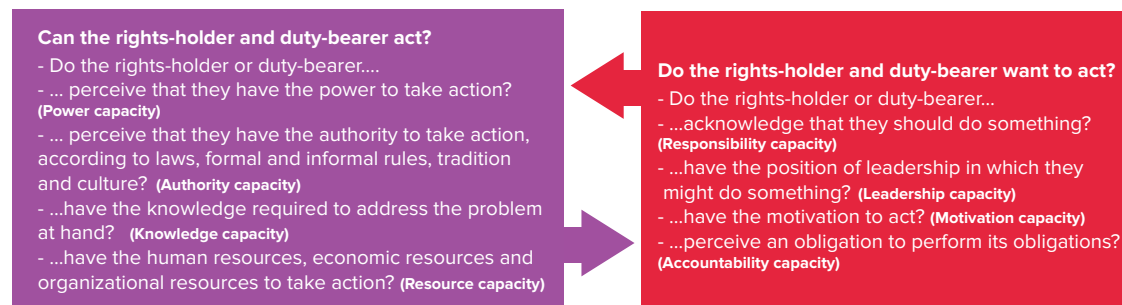 Can the rights-holder and duty-bearer act?
- Do the rights-holder or duty-bearer....
- ... perceive that they have the power to take action?
(Power capacity)
- ... perceive that they have the authority to take action,
according to laws, formal and informal rules, tradition
and culture? (Authority capacity)
- ...have the knowledge required to address the problem
at hand? (Knowledge capacity)
- ...have the human resources, economic resources and
organizational resources to take action? (Resource capacity)
Do the rights-holder and duty-bearer want to act?
- Do the rights-holder or duty-bearer...
- ...acknowledge that they should do something?
(Responsibility capacity)
- ...have the position of leadership in which they
might do something? (Leadership capacity)
- ...have the motivation to act? (Motivation capacity)
- ...perceive an obligation to perform its obligations?
(Accountability capacity)